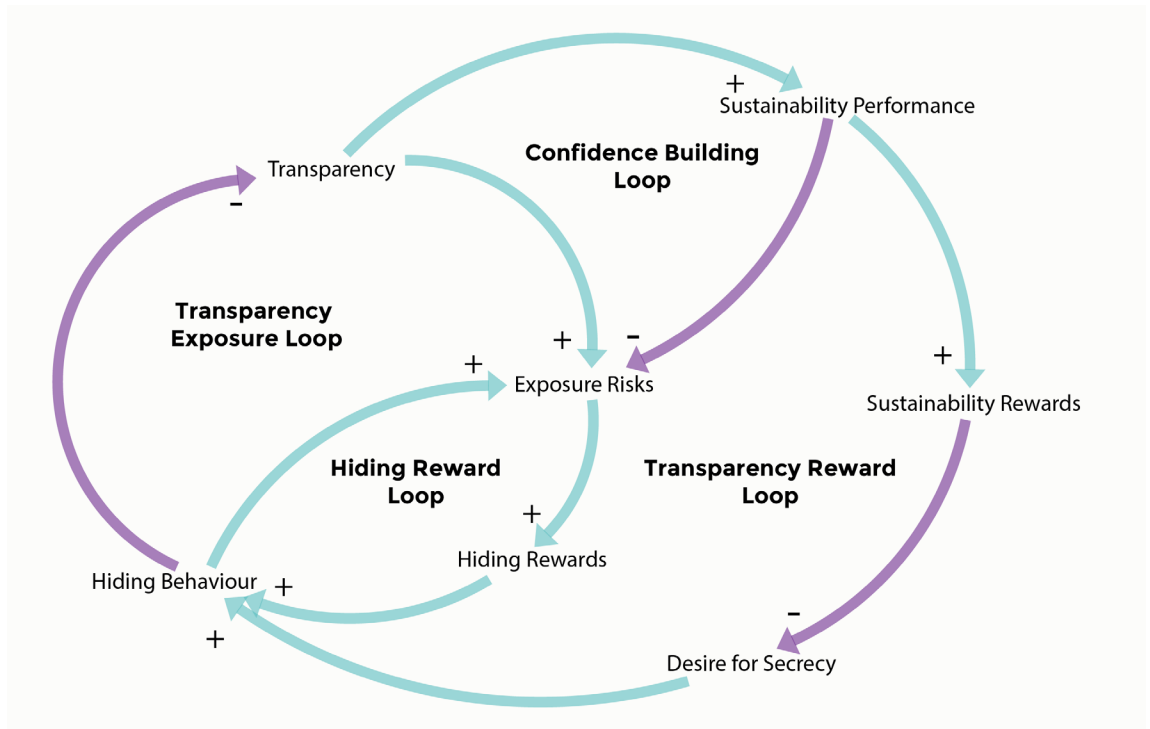 +
Sustainability Performance
Confidence Building
Loop
Transparency
-
Transparency
Exposure Loop
+
-
+
+
Exposure Risks
Sustainability Rewards
Hiding Reward
Loop
Transparency Reward
Loop
+
Hiding Rewards
Hiding Behaviour
+
-
+
Desire for Secrecy